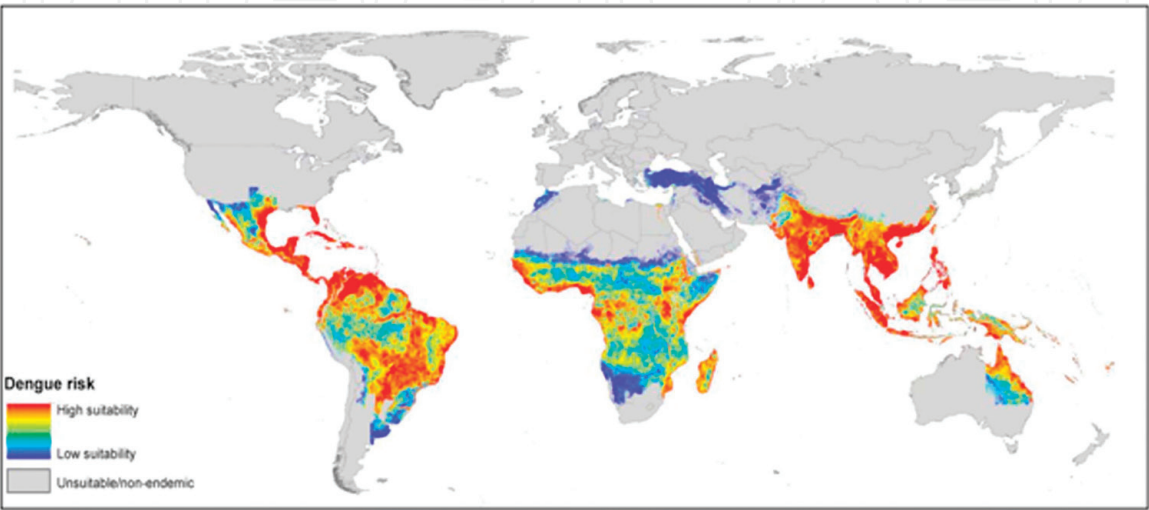 Dengue risk
High suitability
Low suitability
Unsuitable/non-endemic